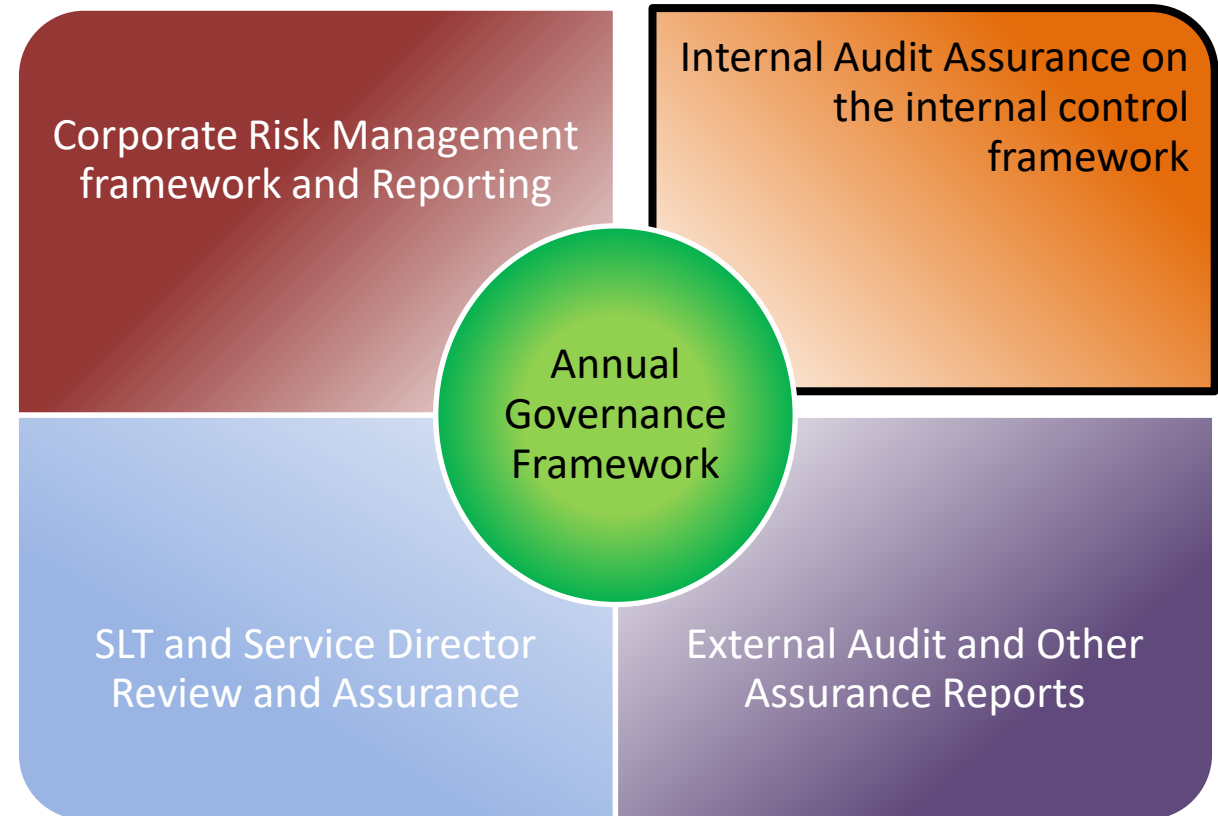 Corporate Risk Management
framework and Reporting
Internal Audit Assurance on
the internal control
framework
Annual
Governance
Framework
SLT and Service Director
Review and Assurance
External Audit and Other
Assurance Reports